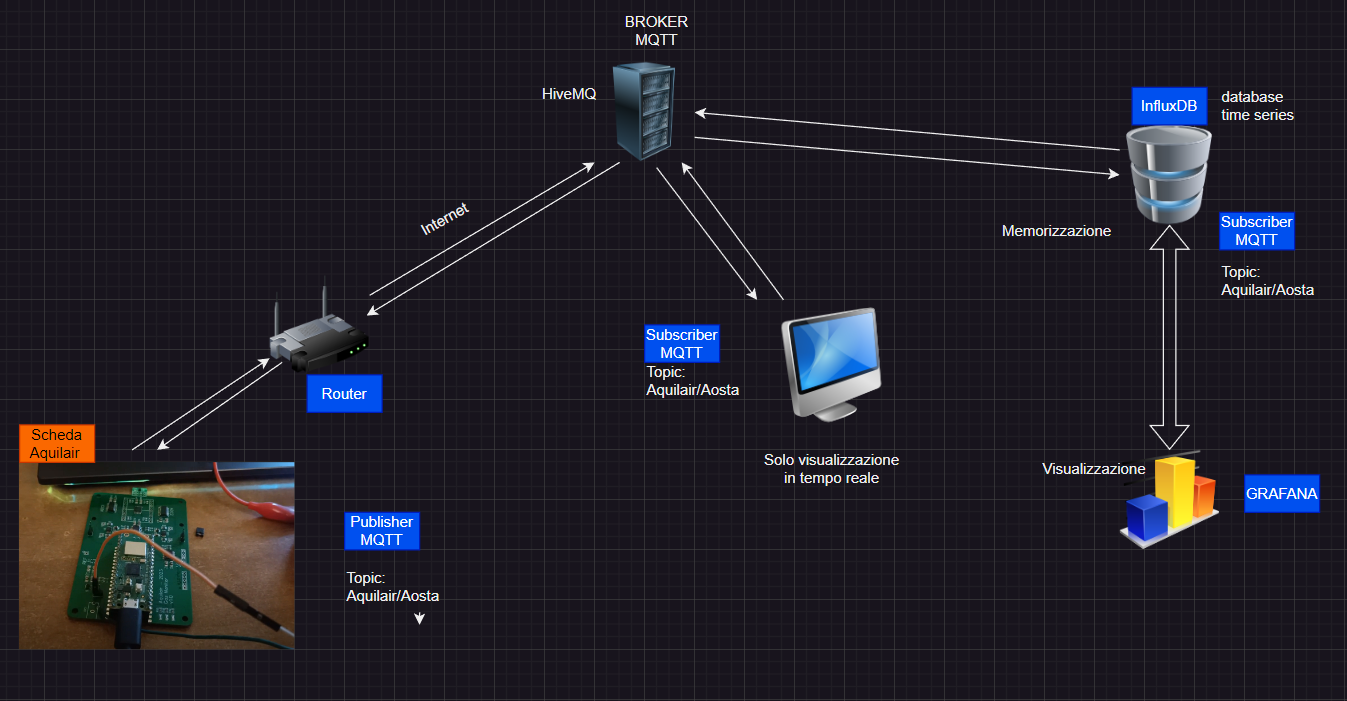 BROKER
MQTT
HiveMQ
InfluxDB
database
time series
Internet
Memorizzazione
Subscriber
MQTT
Topic:
Aquilair/Aosta
Subscriber
MQTT
Topic:
Aquilair/Aosta
Router
Scheda
Aquilair
Solo visualizzazione
in tempo reale
Visualizzazione
GRAFANA
Publisher
MQTT
Topic:
Aquilair/Aosta